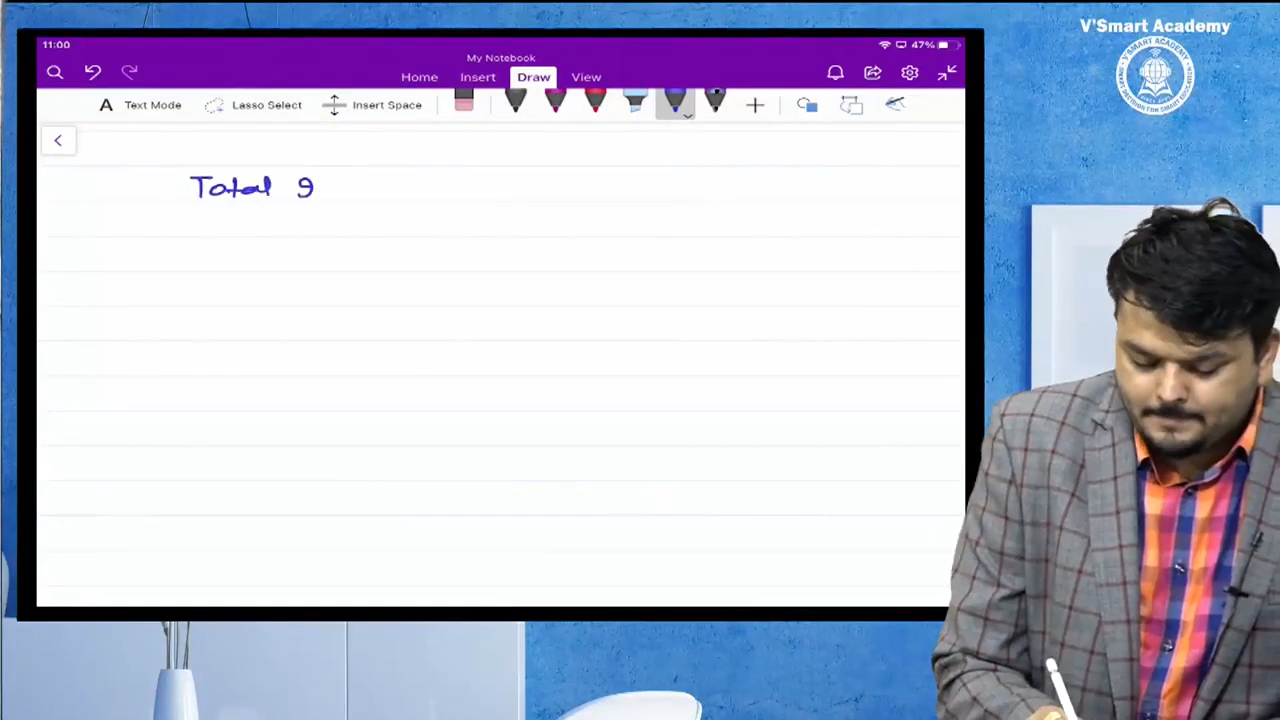 V'Smart Academy
11:00
47%
My Notebook
Home Insert Draw View
A Text Mode Lasso Select Insert Space
Total 9